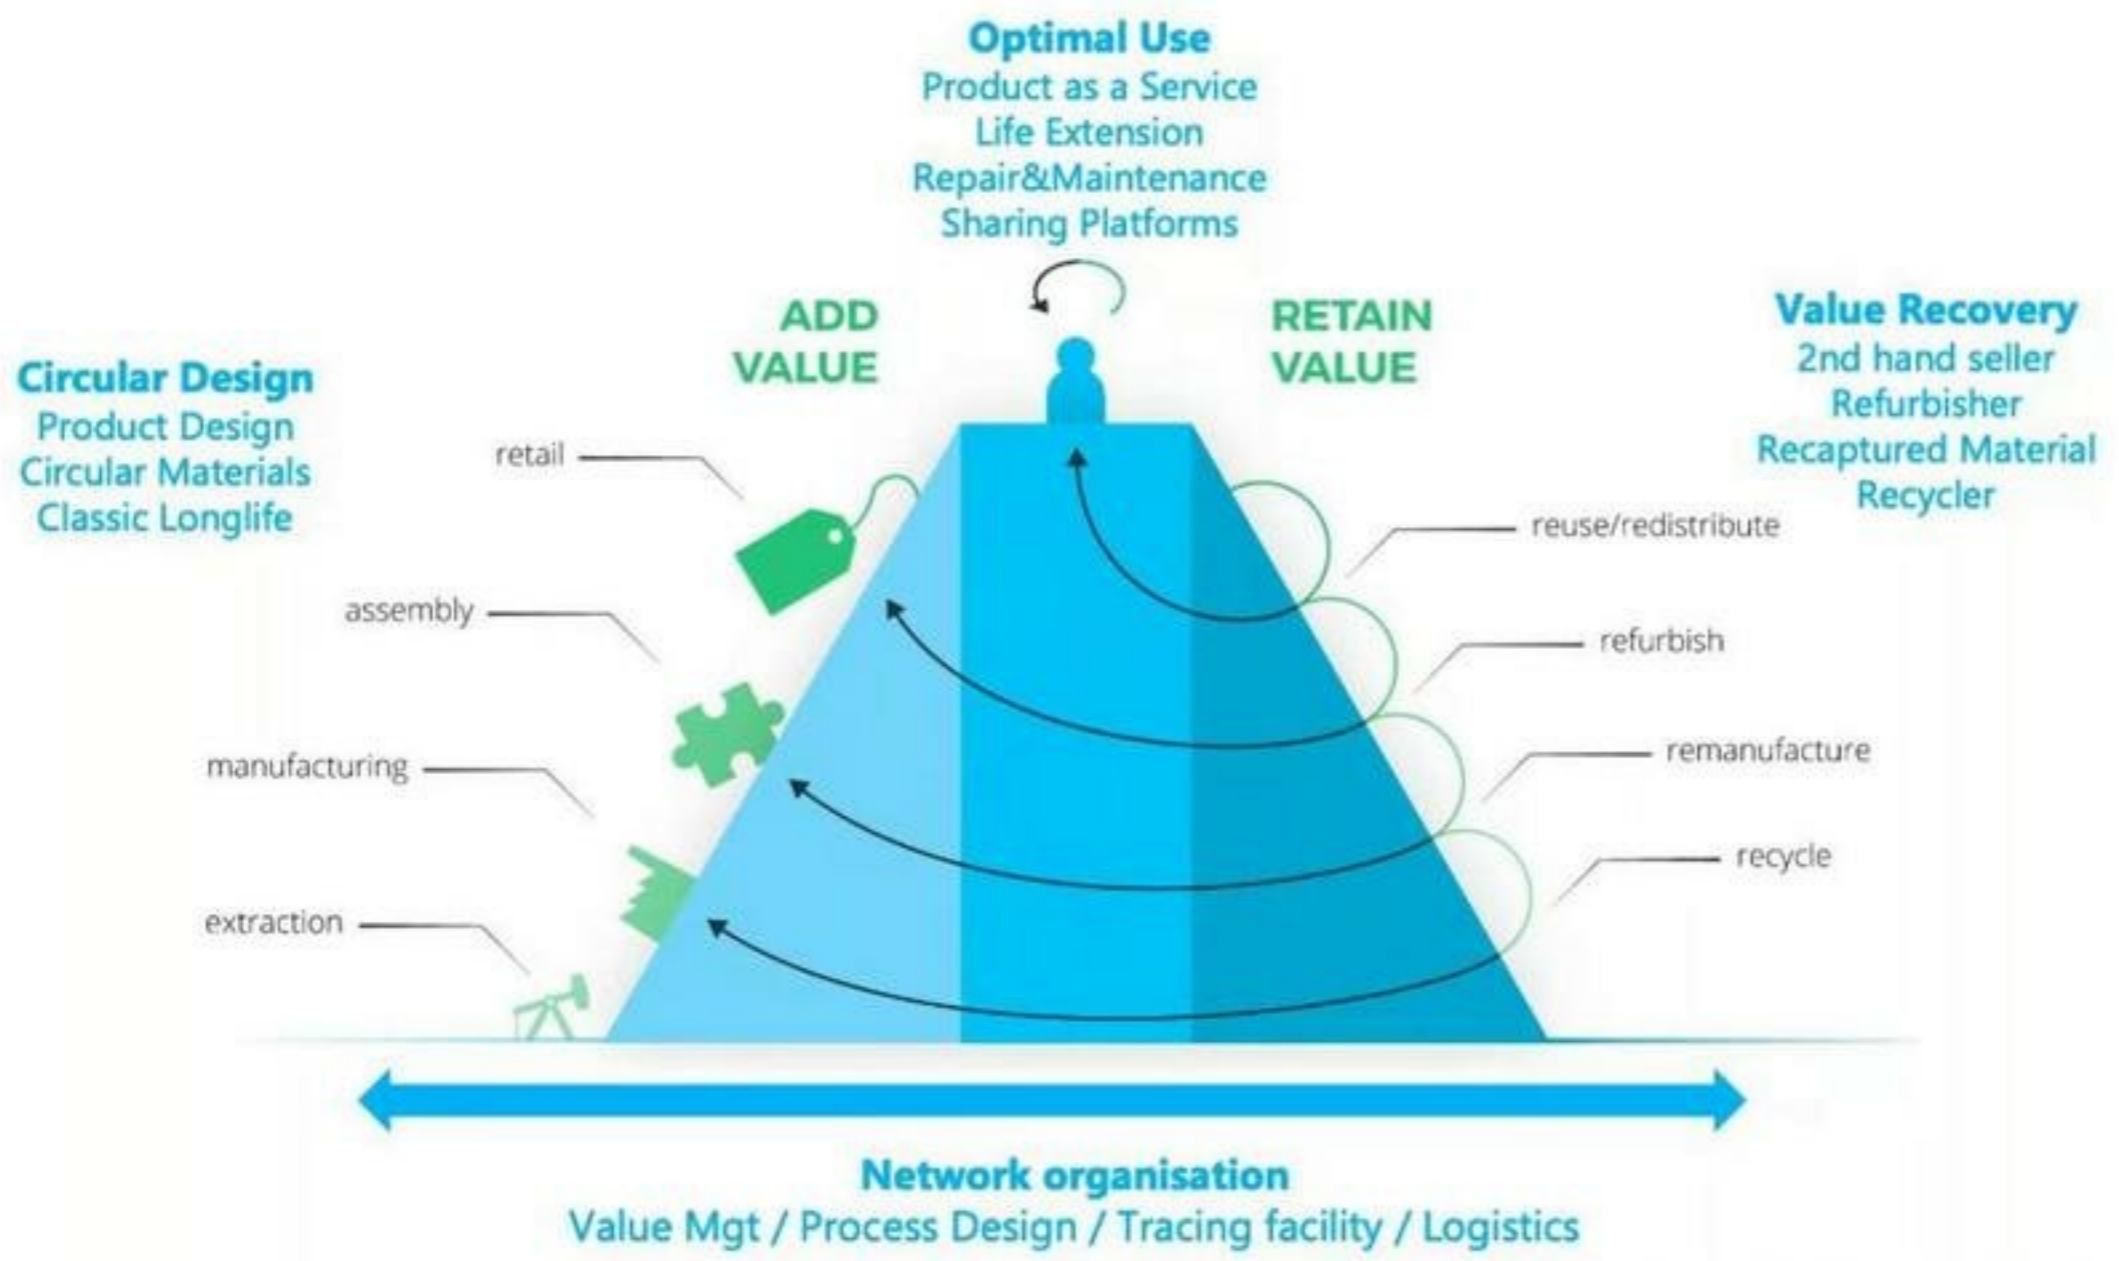 Optimal Use
Product as a Service
Life Extension
Repair&Maintenance
Sharing Platforms
ADD
VALUE
RETAIN
VALUE
Circular Design
Product Design
Circular Materials
Classic Longlife
Value Recovery
2nd hand seller
Refurbisher
Recaptured Material
Recycler
retail
assembly
manufacturing
extraction
reuse/redistribute
refurbish
remanufacture
recycle
Network organisation
Value Mgt / Process Design / Tracing facility / Logistics